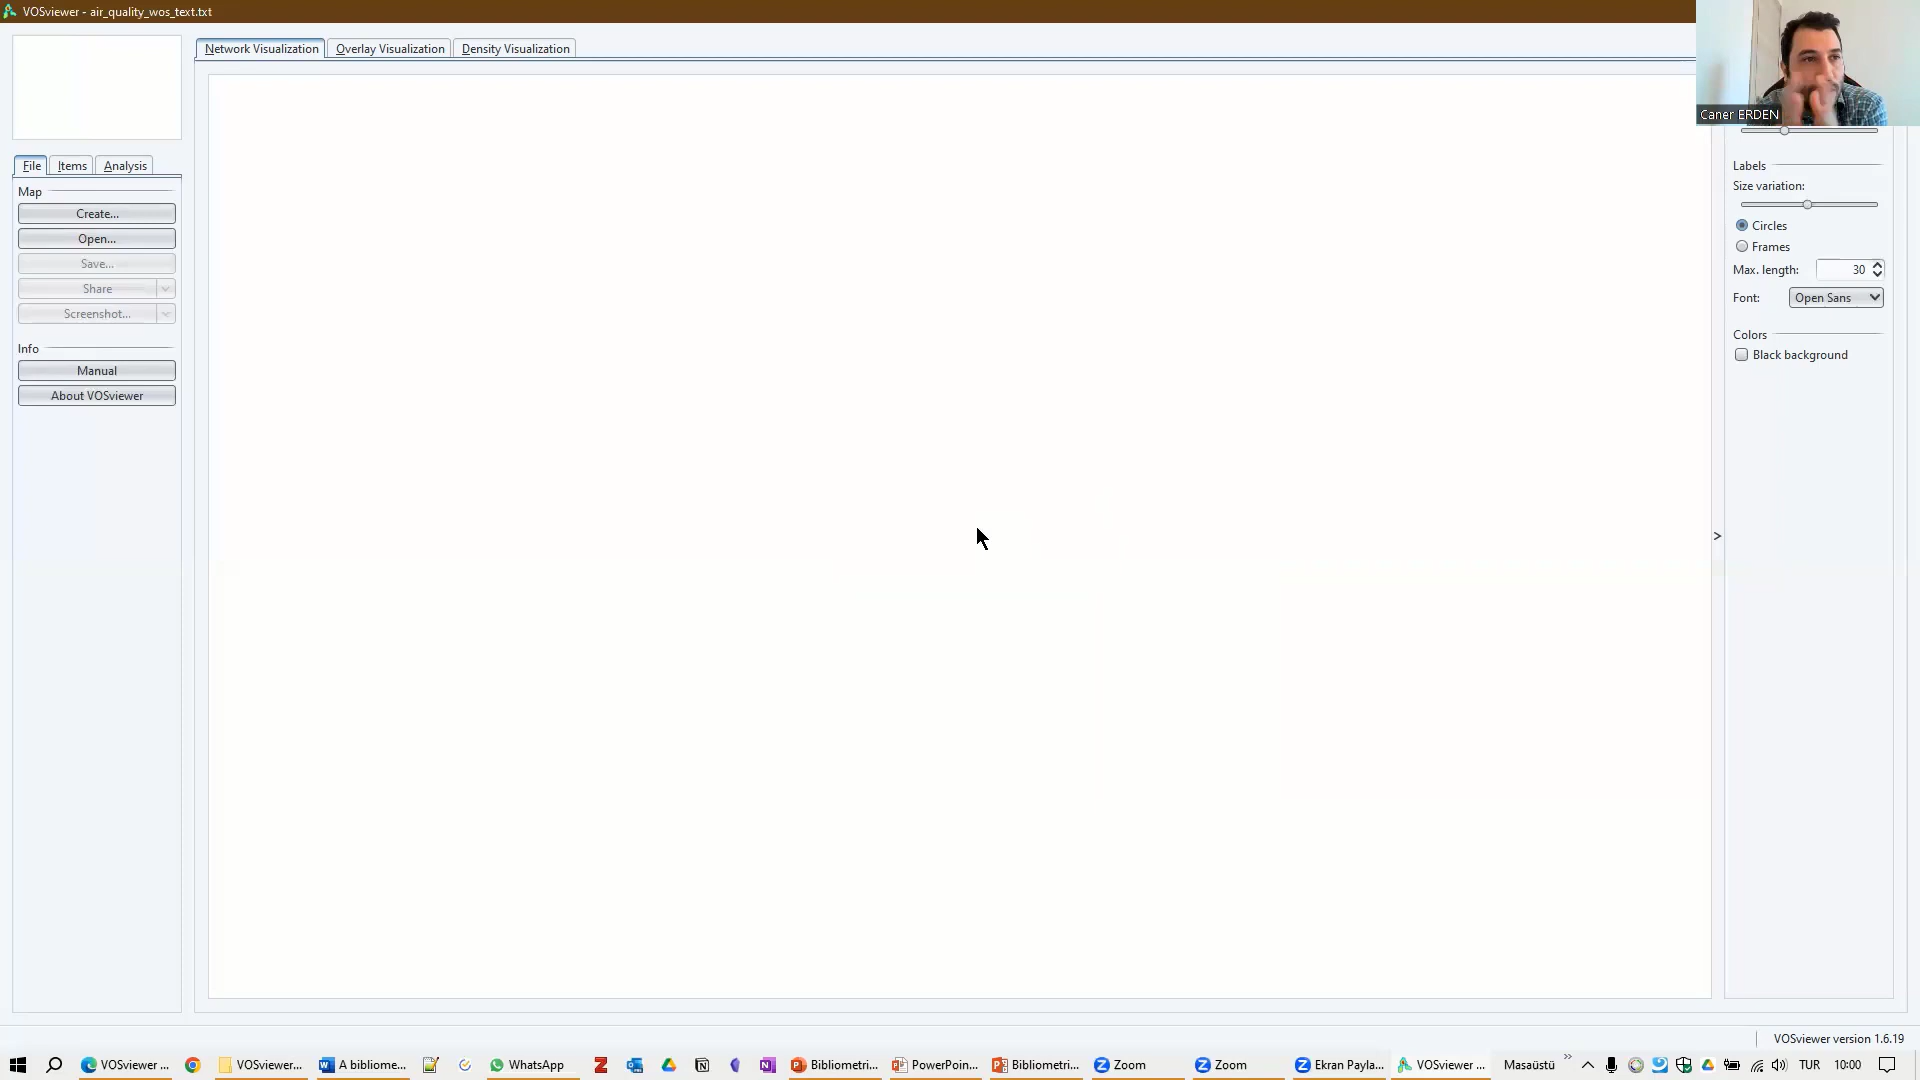 VOSviewer - air_quality_wos_text.txt
Network Visualization
Overlay Visualization
Density Visualization
Caner ERDEN
File
Items
Analysis
Map
Create...
Open...
Save...
Share
Screenshot...
Info
Manual
About VOSviewer
Labels
Size variation:
Circles
Frames
Max. length:
30
Font:
Open Sans
Colors
Black background
>
VOSviewer version 1.6.19
VOSviewer ...
VOSviewer...
A bibliome...
WhatsApp
Bibliometri...
PowerPoin...
Bibliometri...
Zoom
Zoom
Ekran Payla...
VOSviewer ...
Masaüstü
TUR
10:00